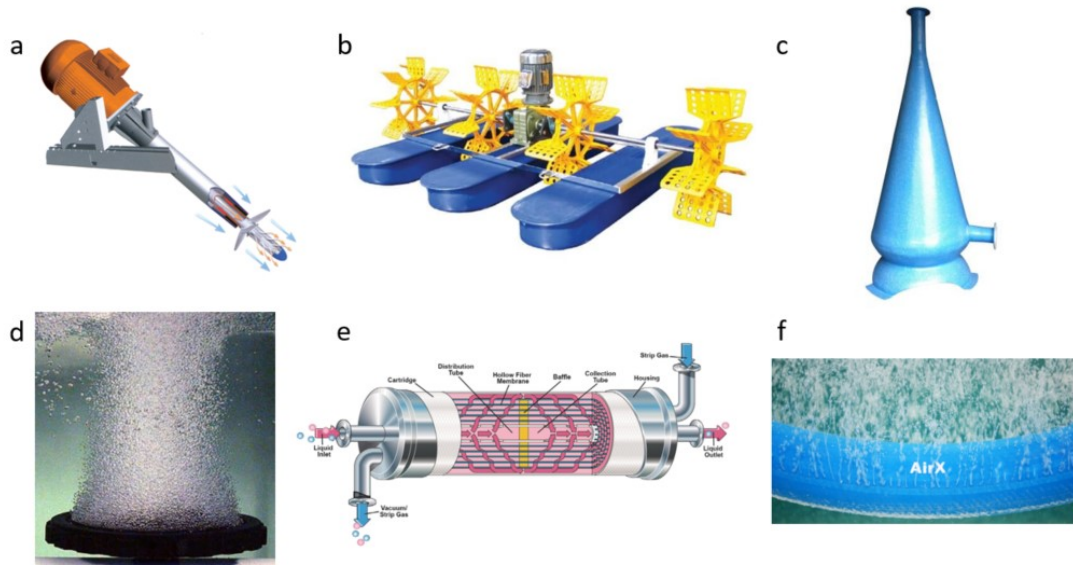 a
b
c
d
e
Strip Gas
Distribution
Tube
Hollow Fiber
Membrane
Baffle
Collection
Tube
Housing
Cartridge
Liquid
Inlet
Liquid
Outlet
Vacuum/
Strip Gas
f
AirX